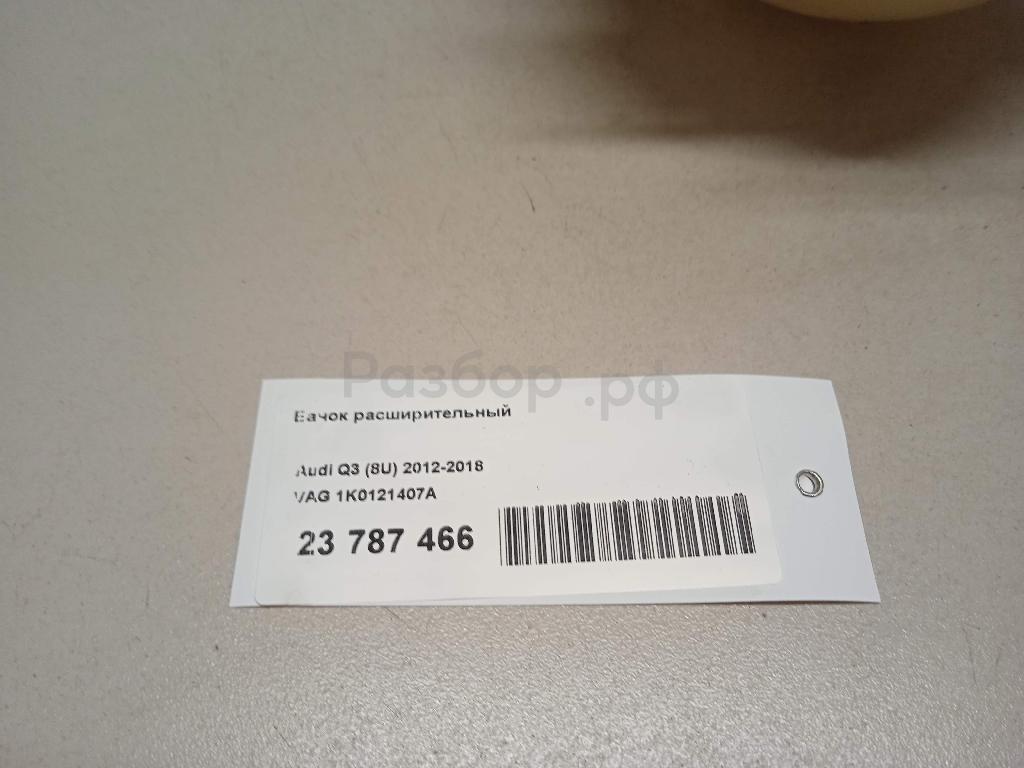 Разбор.рф
Бачок расширительный
Audi Q3 (8U) 2012-2018
VAG 1K0121407A
23 787 466